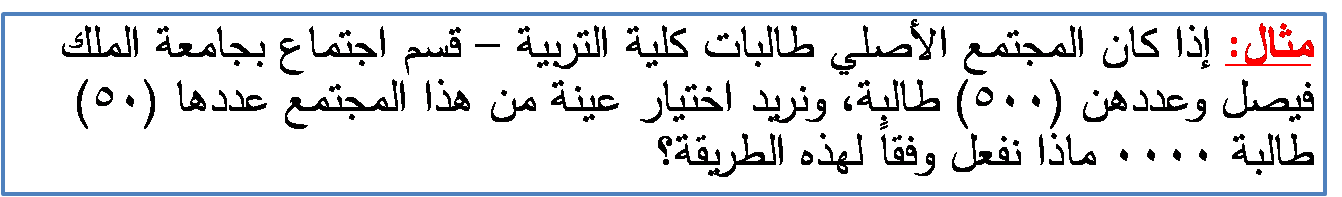 مثال: إذا كان المجتمع الأصلي طالبات كلية التربية – قسم اجتماع بجامعة الملك
فيصل وعددهن (٥٠٠) طالبة، ونريد اختيار عينة من هذا المجتمع عددها (٥٠)
طالبة ٠٠٠٠ ماذا نفعل وفقاً لهذه الطريقة؟